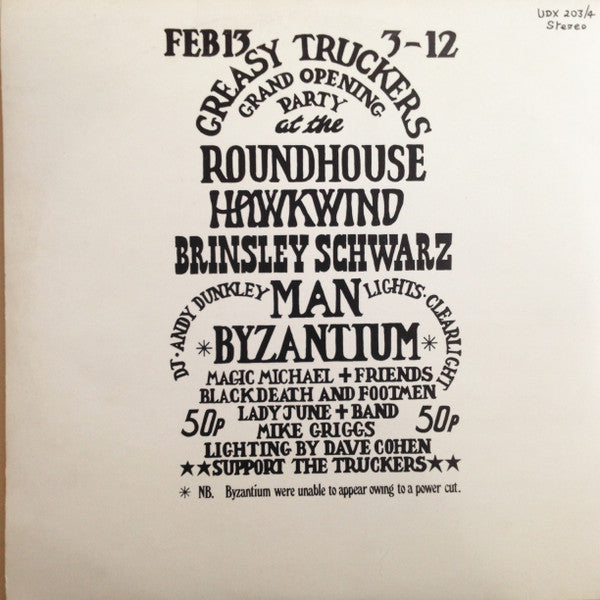 UDX 203/4
Stereo
FEB 13 3-12
GREASY TRUCKERS
GRAND OPENING
PARTY
at the
ROUNDHOUSE
HAWKWIND
BRINSLEY SCHWARZ
DJ·ANDY DUNKLEY
MAN
LIGHTS·CLEARLIGHT
*BYZANTIUM*
MAGIC MICHAEL + FRIENDS
BLACKDEATH AND FOOTMEN
50P LADY JUNE + BAND 50P
MIKE GRIGGS
LIGHTING BY DAVE COHEN
★★SUPPORT THE TRUCKERS★★
* NB. Byzantium were unable to appear owing to a power cut.